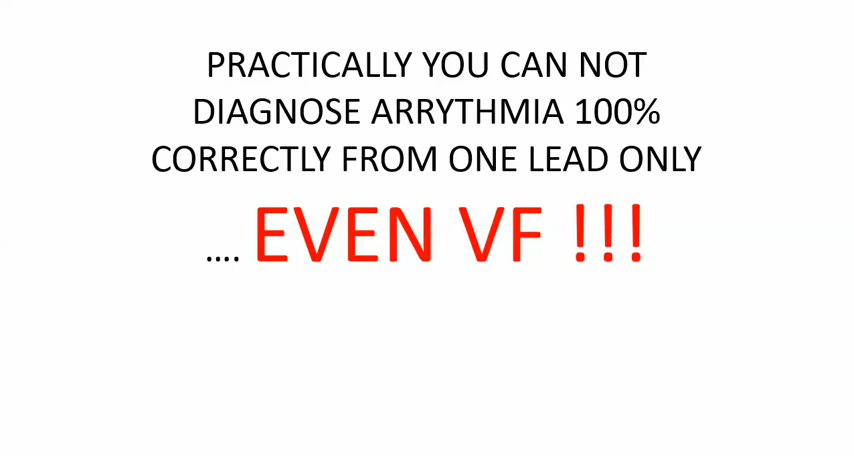 PRACTICALLY YOU CAN NOT
DIAGNOSE ARRYTHMIA 100%
CORRECTLY FROM ONE LEAD ONLY
.... EVEN VF !!!